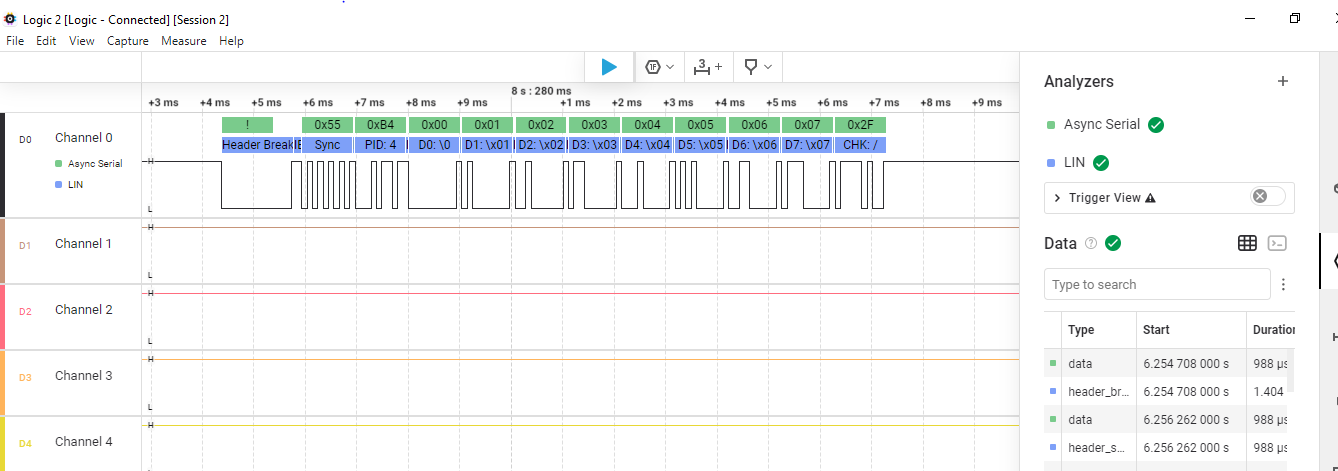 Logic 2 [Logic - Connected] [Session 2]
File Edit View Capture Measure Help
8 s : 280 ms
+3 ms +4 ms +5 ms +6 ms +7 ms +8 ms +9 ms +1 ms +2 ms +3 ms +4 ms +5 ms +6 ms +7 ms +8 ms +9 ms
D0 Channel 0
Async Serial
LIN
! 0x55 0xB4 0x00 0x01 0x02 0x03 0x04 0x05 0x06 0x07 0x2F
Header Break Sync PID: 4 D0: \0 D1: \x01 D2: \x02 D3: \x03 D4: \x04 D5: \x05 D6: \x06 D7: \x07 CHK: /
H
L
D1 Channel 1
H
L
D2 Channel 2
H
L
D3 Channel 3
H
L
D4 Channel 4
H
L
Analyzers +
Async Serial
LIN
Trigger View
Data
Type to search
Type Start Duration
data 6.254 708 000 s 988 µs
header_br... 6.254 708 000 s 1.404
data 6.256 262 000 s 988 µs
header_s... 6.256 262 000 s 988 µs